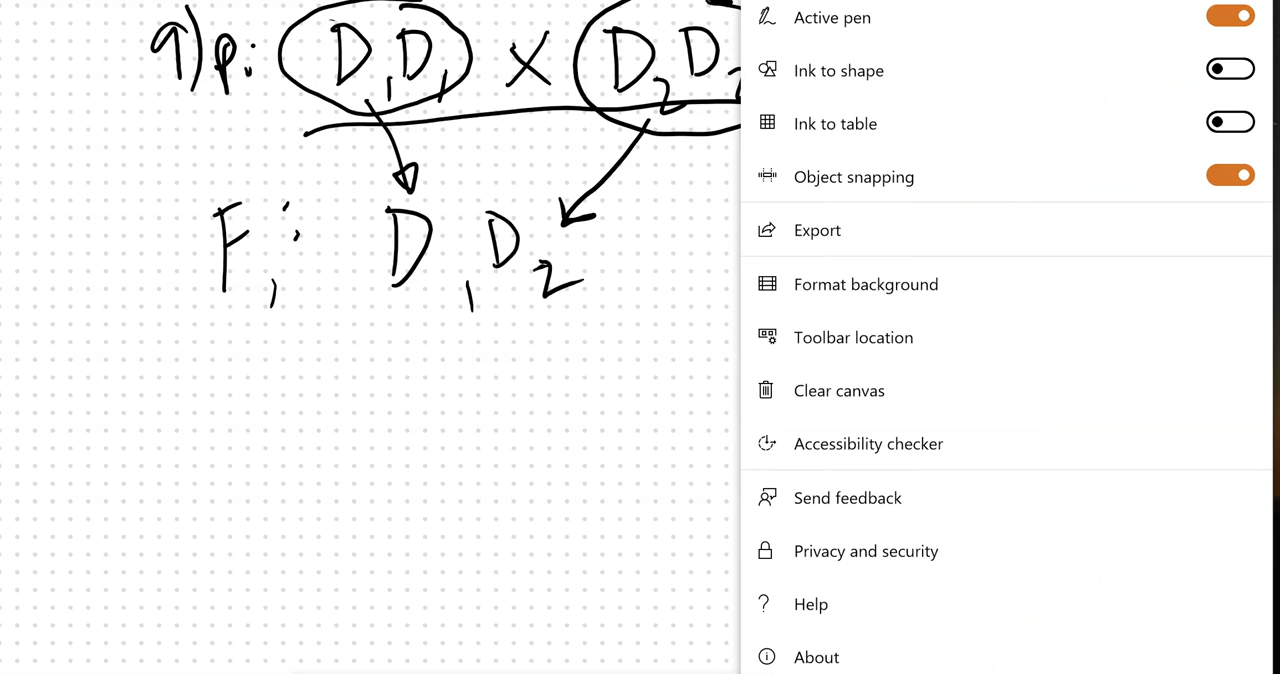 a) P: D₁D₁ × D₂D₂
F₁: D₁D₂
Active pen
Ink to shape
Ink to table
Object snapping
Export
Format background
Toolbar location
Clear canvas
Accessibility checker
Send feedback
Privacy and security
Help
About